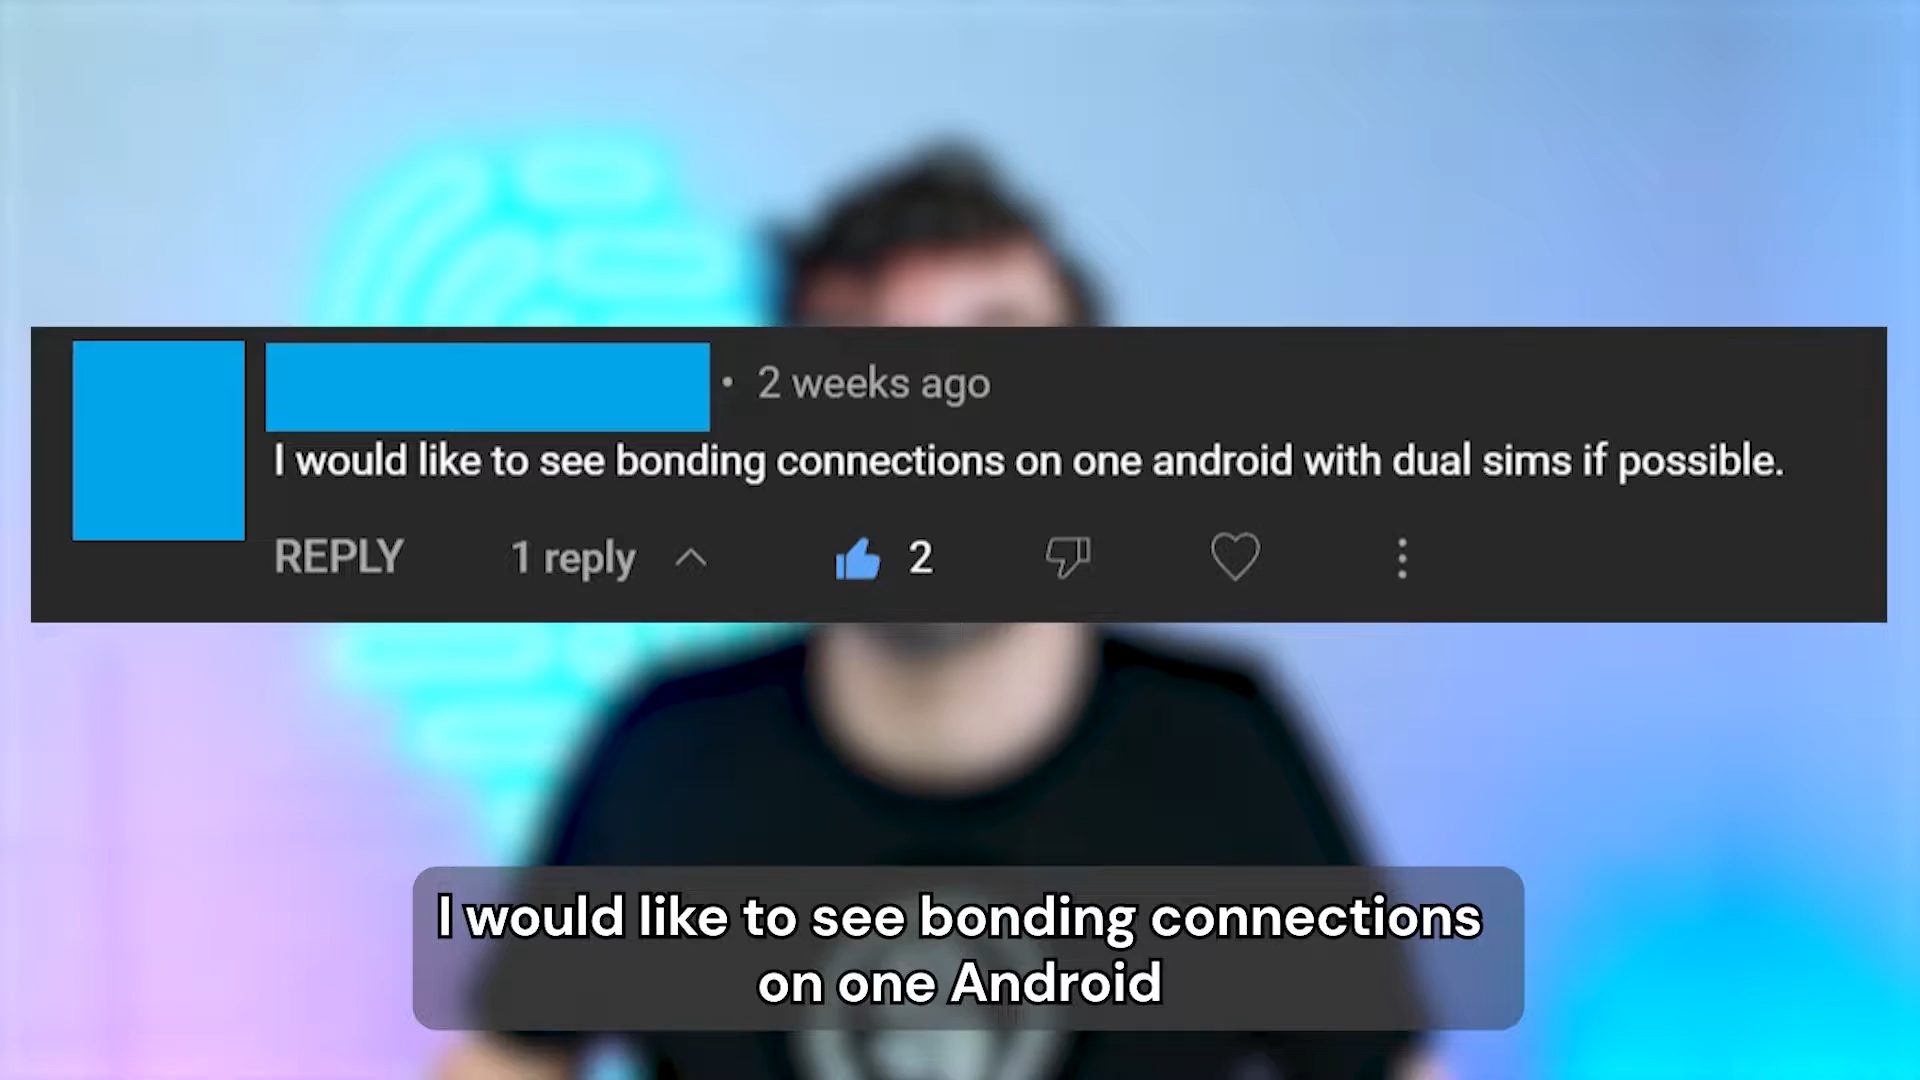 • 2 weeks ago
I would like to see bonding connections on one android with dual sims if possible.
REPLY 1 reply 2
I would like to see bonding connections
on one Android